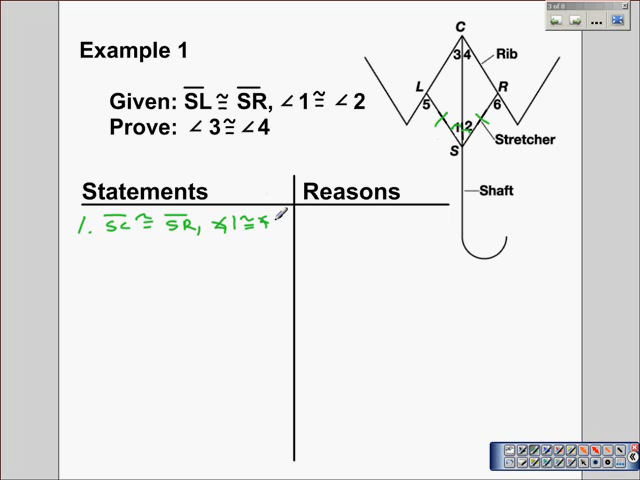 3 of 8
Example 1
Given: SL ≅ SR, ∠1 ≅ ∠2
Prove: ∠3 ≅ ∠4
C
3 4
Rib
L
R
5
6
1 2
Stretcher
S
Shaft
Statements Reasons
1. SL ≅ SR, ∡1 ≅ ∡